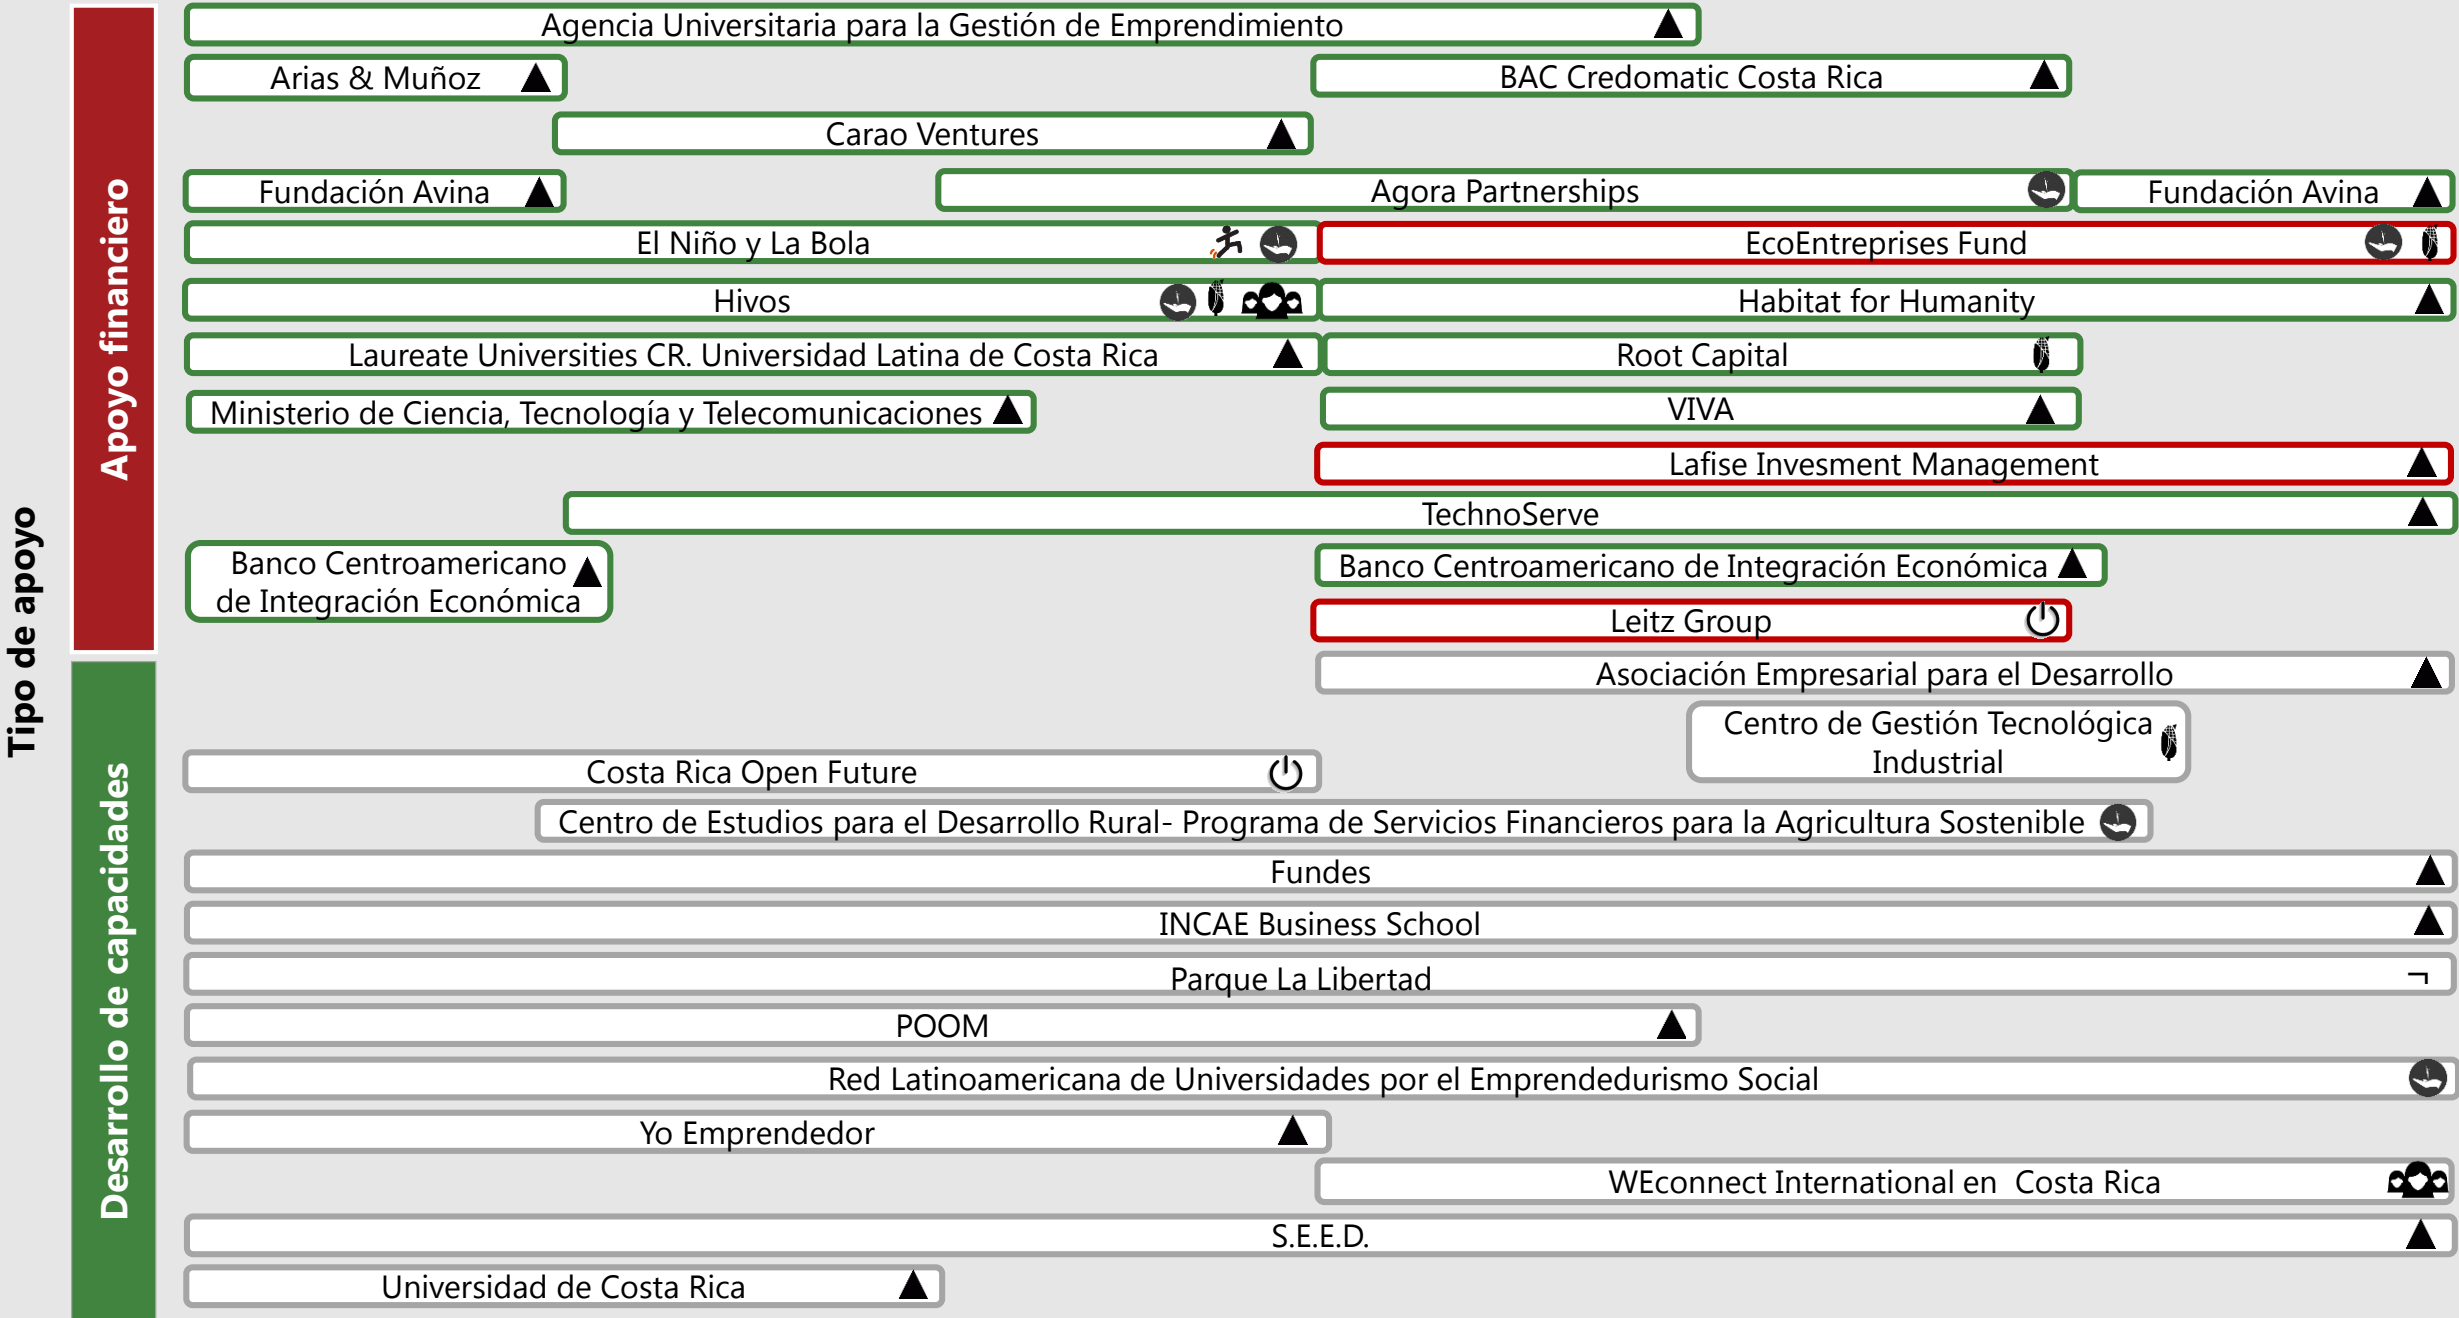 Tipo de apoyo
Apoyo financiero
Agencia Universitaria para la Gestión de Emprendimiento
Arias & Muñoz
BAC Credomatic Costa Rica
Carao Ventures
Fundación Avina
Agora Partnerships
Fundación Avina
El Niño y La Bola
EcoEntreprises Fund
Hivos
Habitat for Humanity
Laureate Universities CR. Universidad Latina de Costa Rica
Root Capital
Ministerio de Ciencia, Tecnología y Telecomunicaciones
VIVA
Lafise Invesment Management
TechnoServe
Banco Centroamericano
de Integración Económica
Banco Centroamericano de Integración Económica
Leitz Group
Desarrollo de capacidades
Asociación Empresarial para el Desarrollo
Centro de Gestión Tecnológica
Industrial
Costa Rica Open Future
Centro de Estudios para el Desarrollo Rural- Programa de Servicios Financieros para la Agricultura Sostenible
Fundes
INCAE Business School
Parque La Libertad ¬
POOM
Red Latinoamericana de Universidades por el Emprendedurismo Social
Yo Emprendedor
WEconnect International en  Costa Rica
S.E.E.D.
Universidad de Costa Rica